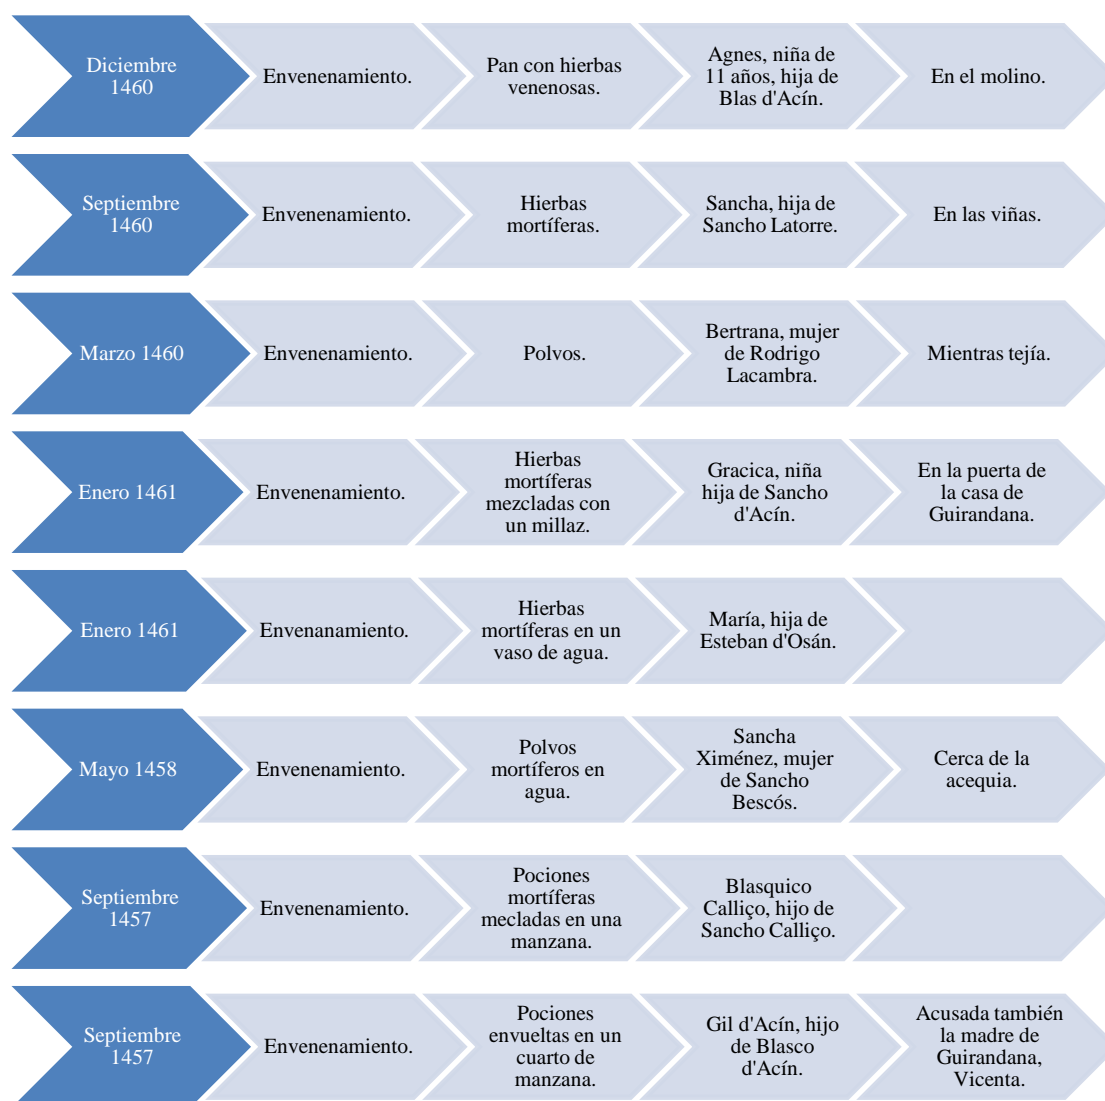 Diciembre
1460
Envenenamiento.
Pan con hierbas
venenosas.
Agnes, niña de
11 años, hija de
Blas d'Acín.
En el molino.
Septiembre
1460
Envenenamiento.
Hierbas
mortíferas.
Sancha, hija de
Sancho Latorre.
En las viñas.
Marzo 1460
Envenenamiento.
Polvos.
Bertrana, mujer
de Rodrigo
Lacambra.
Mientras tejía.
Enero 1461
Envenenamiento.
Hierbas
mortíferas
mezcladas con
un millaz.
Gracica, niña
hija de Sancho
d'Acín.
En la puerta de
la casa de
Guirandana.
Enero 1461
Envenanamiento.
Hierbas
mortíferas en un
vaso de agua.
María, hija de
Esteban d'Osán.
Mayo 1458
Envenenamiento.
Polvos
mortíferos en
agua.
Sancha
Ximénez, mujer
de Sancho
Bescós.
Cerca de la
acequia.
Septiembre
1457
Envenenamiento.
Pociones
mortíferas
mecladas en una
manzana.
Blasquico
Calliço, hijo de
Sancho Calliço.
Septiembre
1457
Envenenamiento.
Pociones
envueltas en un
cuarto de
manzana.
Gil d'Acín, hijo
de Blasco
d'Acín.
Acusada también
la madre de
Guirandana,
Vicenta.